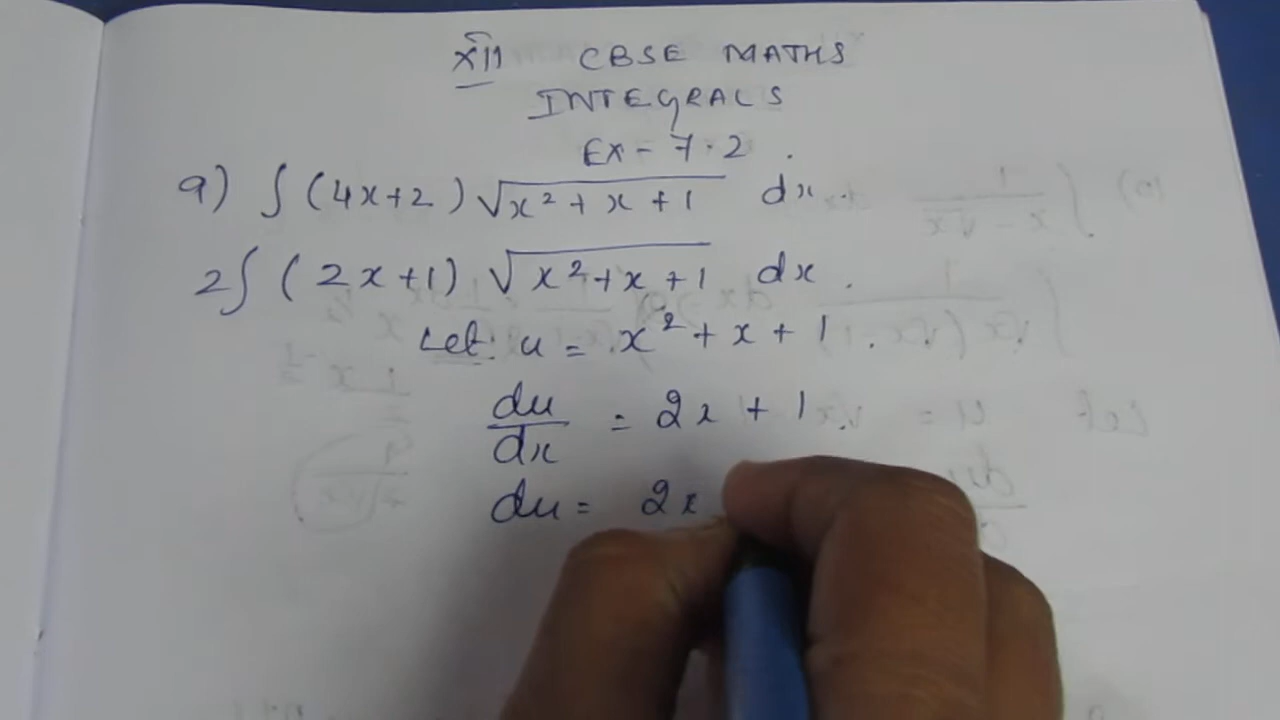 XII CBSE MATHS
INTEGRALS
Ex - 7.2.
9) ∫ (4x+2) √(x² + x + 1) dx.
2∫ (2x+1) √(x²+x+1) dx.
Let u = x² + x + 1.
du/dx = 2x + 1.
du = 2x